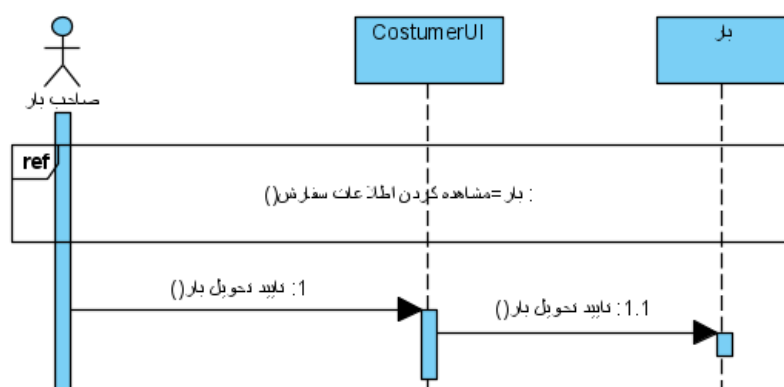 CostumerUI
بار
صاحب بار
ref
: بار =مشاهده کردن اطلاعات سفارش()
1: تایید تحویل بار()
1.1: تایید تحویل بار()